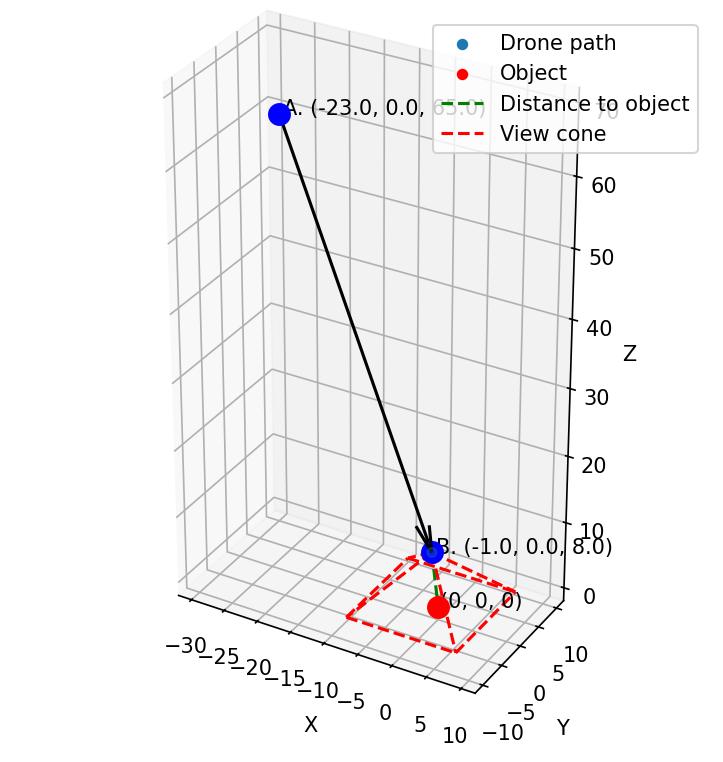 Drone path
Object
Distance to object
View cone
A. (-23.0, 0.0, 65.0)
70
60
50
40
30
20
10
0
Z
B. (-1.0, 0.0, 8.0)
(0, 0, 0)
−30
−25
−20
−15
−10
−5
0
5
10
X
−10
−5
0
5
10
Y